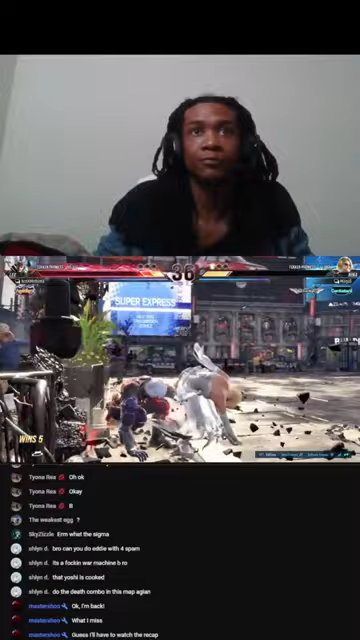 36
LEE
NINA
SUPER EXPRESS
WINS 5
Tyona Rea Oh ok
Tyona Rea Okay
Tyona Rea B
The weakest egg ?
SkyZizzle Erm what the sigma
shlyn d. bro can you do eddie with 4 spam
shlyn d. its a fockin war machine b ro
shlyn d. that yoshi is cooked
shlyn d. do the death combo in this map agian
mastershoo Ok, I'm back!
mastershoo What I miss
mastershoo Guess I'll have to watch the recap